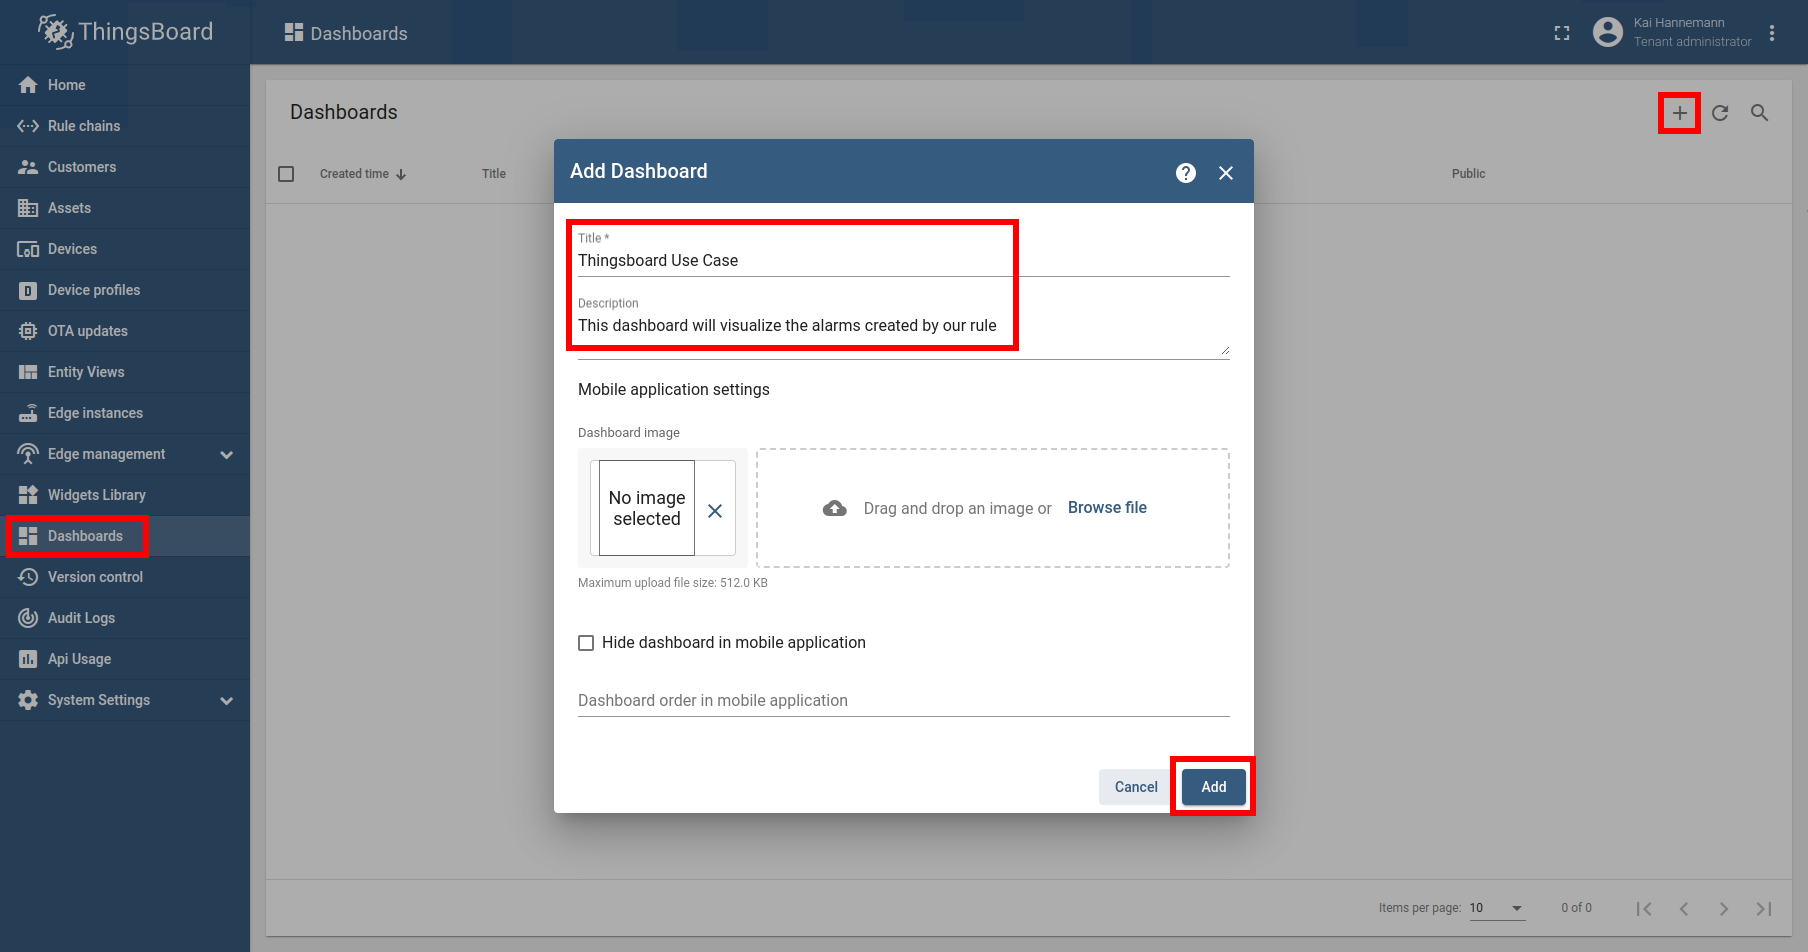 ThingsBoard
Dashboards
Kai Hannemann
Tenant administrator
Home
Rule chains
Customers
Assets
Devices
Device profiles
OTA updates
Entity Views
Edge instances
Edge management
Widgets Library
Dashboards
Version control
Audit Logs
Api Usage
System Settings
Dashboards
Created time
Title
Public
Add Dashboard
Title *
Thingsboard Use Case
Description
This dashboard will visualize the alarms created by our rule
Mobile application settings
Dashboard image
No image
selected
Drag and drop an image or Browse file
Maximum upload file size: 512.0 KB
Hide dashboard in mobile application
Dashboard order in mobile application
Cancel
Add
Items per page: 10
0 of 0